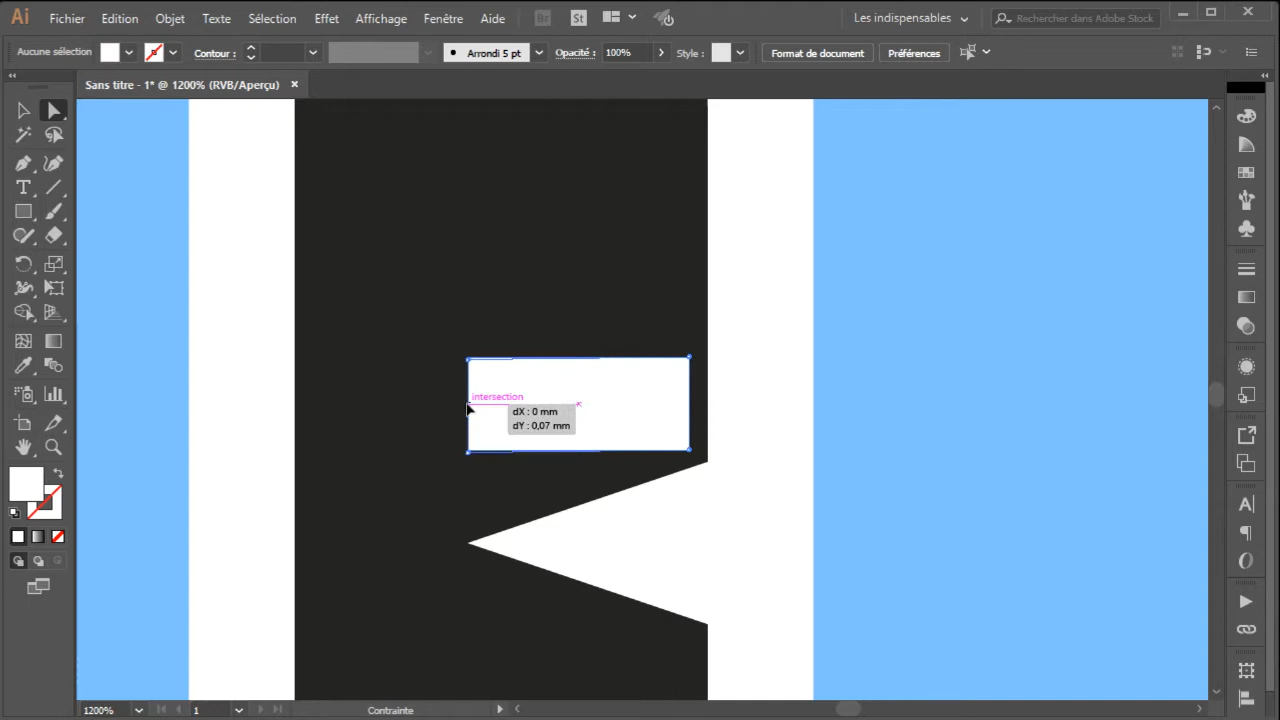 Ai Fichier Edition Objet Texte Sélection Effet Affichage Fenêtre Aide Br St Les indispensables Rechercher dans Adobe Stock
Aucune sélection Contour : Arrondi 5 pt Opacité : 100% Style : Format de document Préférences
Sans titre - 1* @ 1200% (RVB/Aperçu)
intersection
dX : 0 mm
dY : 0,07 mm
1200% 1 Contrainte